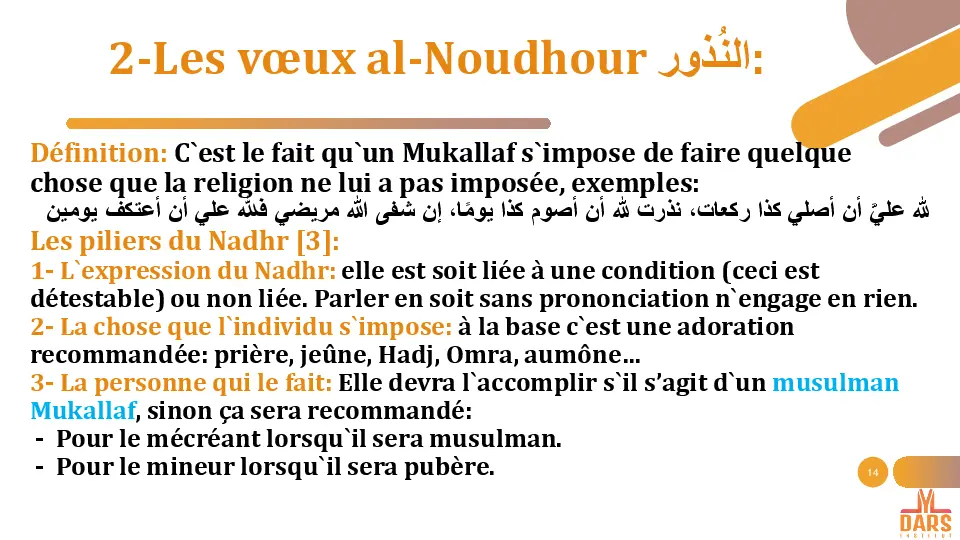 2-Les vœux al-Noudhour النُذور:
Définition: C`est le fait qu`un Mukallaf s`impose de faire quelque
chose que la religion ne lui a pas imposée, exemples:
لله عليَّ أن أصلي كذا ركعات، نذرت لله أن أصوم كذا يومًا، إن شفى الله مريضي فلله علي أن أعتكف يومين
Les piliers du Nadhr [3]:
1- L`expression du Nadhr: elle est soit liée à une condition (ceci est
détestable) ou non liée. Parler en soit sans prononciation n`engage en rien.
2- La chose que l`individu s`impose: à la base c`est une adoration
recommandée: prière, jeûne, Hadj, Omra, aumône…
3- La personne qui le fait: Elle devra l`accomplir s`il s’agit d`un musulman
Mukallaf, sinon ça sera recommandé:
- Pour le mécréant lorsqu`il sera musulman.
- Pour le mineur lorsqu`il sera pubère.
14
DARS
INSTITUT